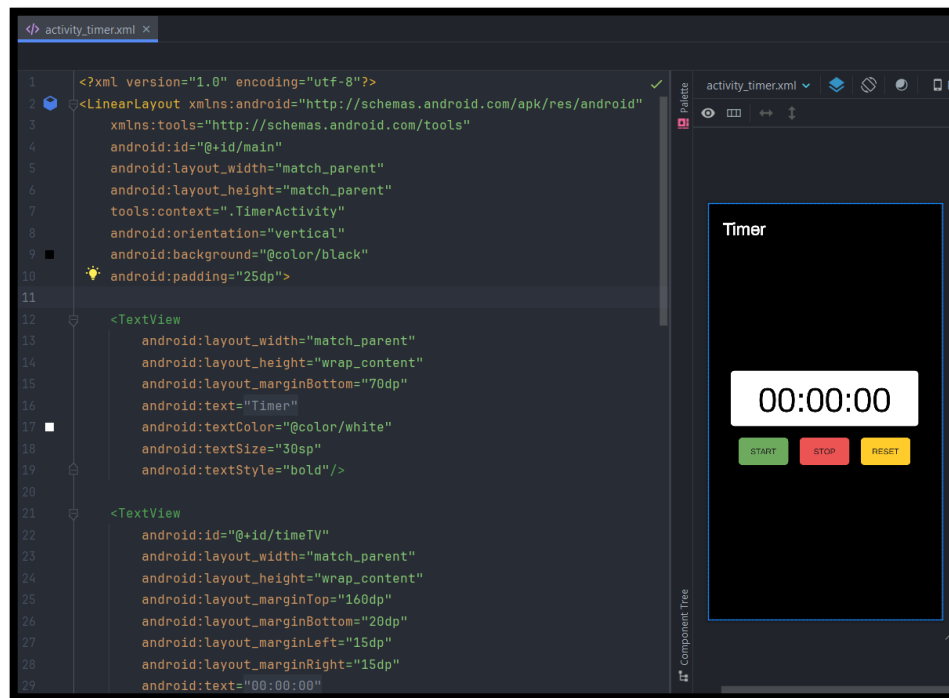 activity_timer.xml
1 <?xml version="1.0" encoding="utf-8"?>
2 <LinearLayout xmlns:android="http://schemas.android.com/apk/res/android"
3 xmlns:tools="http://schemas.android.com/tools"
4 android:id="@+id/main"
5 android:layout_width="match_parent"
6 android:layout_height="match_parent"
7 tools:context=".TimerActivity"
8 android:orientation="vertical"
9 android:background="@color/black"
10 android:padding="25dp">
11
12 <TextView
13 android:layout_width="match_parent"
14 android:layout_height="wrap_content"
15 android:layout_marginBottom="70dp"
16 android:text="Timer"
17 android:textColor="@color/white"
18 android:textSize="30sp"
19 android:textStyle="bold"/>
20
21 <TextView
22 android:id="@+id/timeTV"
23 android:layout_width="match_parent"
24 android:layout_height="wrap_content"
25 android:layout_marginTop="160dp"
26 android:layout_marginBottom="20dp"
27 android:layout_marginLeft="15dp"
28 android:layout_marginRight="15dp"
29 android:text="00:00:00"
Palette
Component Tree
activity_timer.xml
Timer
00:00:00
START STOP RESET